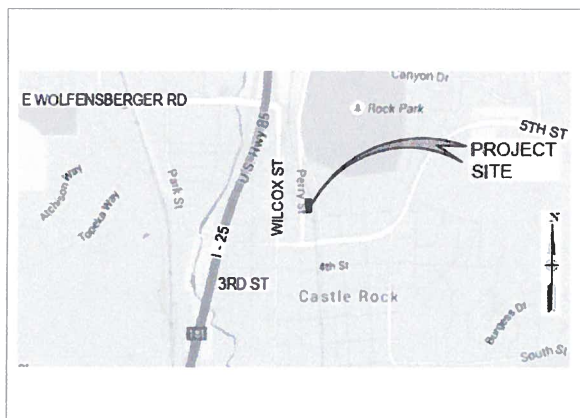 Canyon Dr
E WOLFENSBERGER RD
Rock Park
U.S. Hwy 85
5TH ST
PROJECT
SITE
Atchison Way
Topeka Way
Park St
WILCOX ST
Perry St
I - 25
4th St
3RD ST
Castle Rock
Burgess Dr
South St